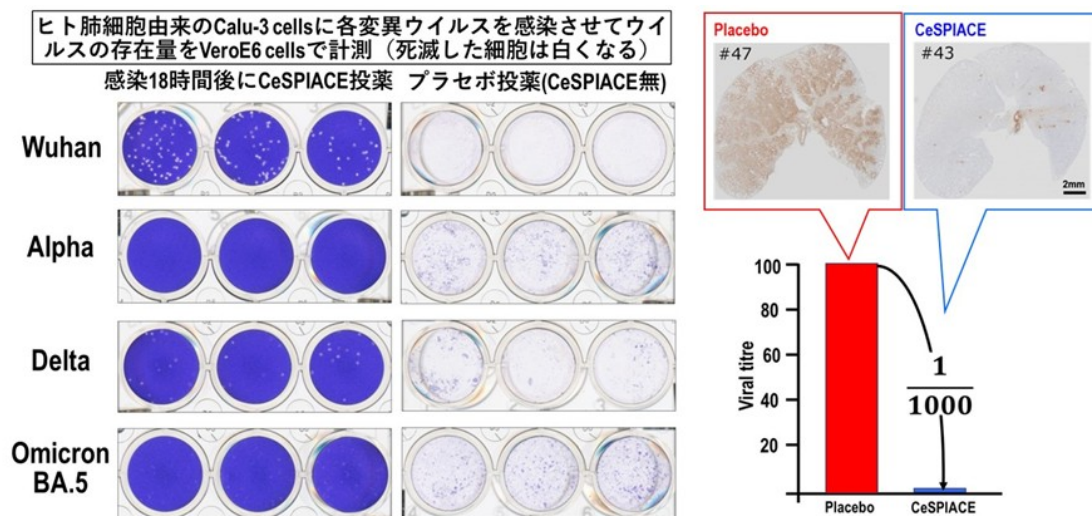 ヒト肺細胞由来のCalu-3 cellsに各変異ウイルスを感染させてウイ
ルスの存在量をVeroE6 cellsで計測（死滅した細胞は白くなる）
感染18時間後にCeSPIACE投薬
プラセボ投薬(CeSPIACE無)
Wuhan
Alpha
Delta
Omicron
BA.5
Placebo
#47
CeSPIACE
#43
2mm
Viral titre
100
80
60
40
20
1
1000
Placebo
CeSPIACE